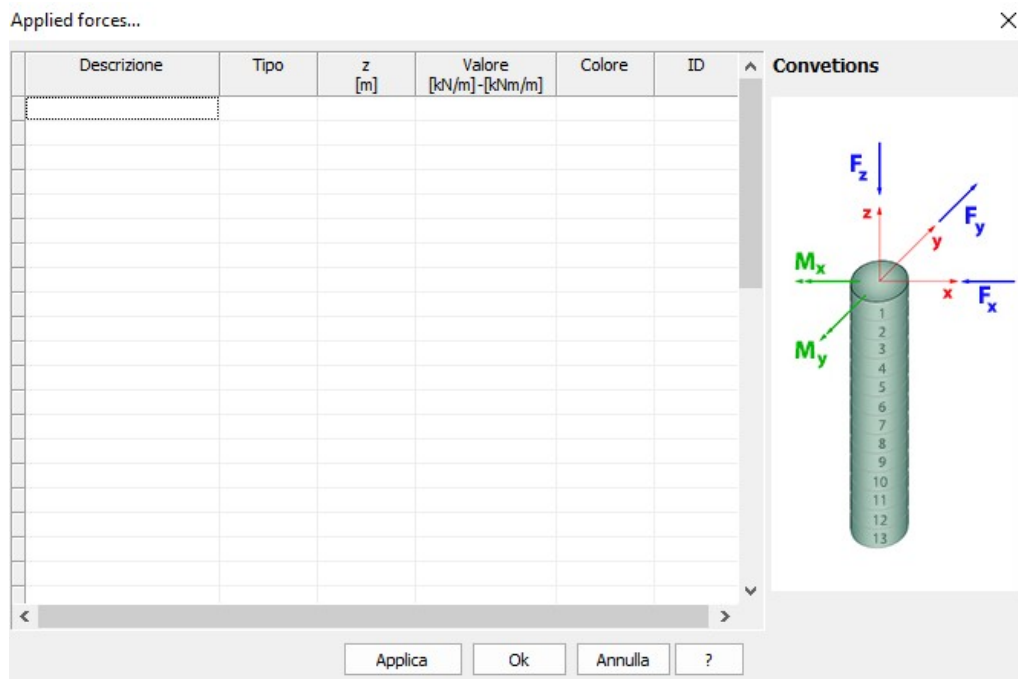 Applied forces...
Descrizione Tipo z [m] Valore [kN/m]-[kNm/m] Colore ID
Convetions
Fz
z
Fy
y
Mx
x
Fx
My
1
2
3
4
5
6
7
8
9
10
11
12
13
Applica Ok Annulla ?